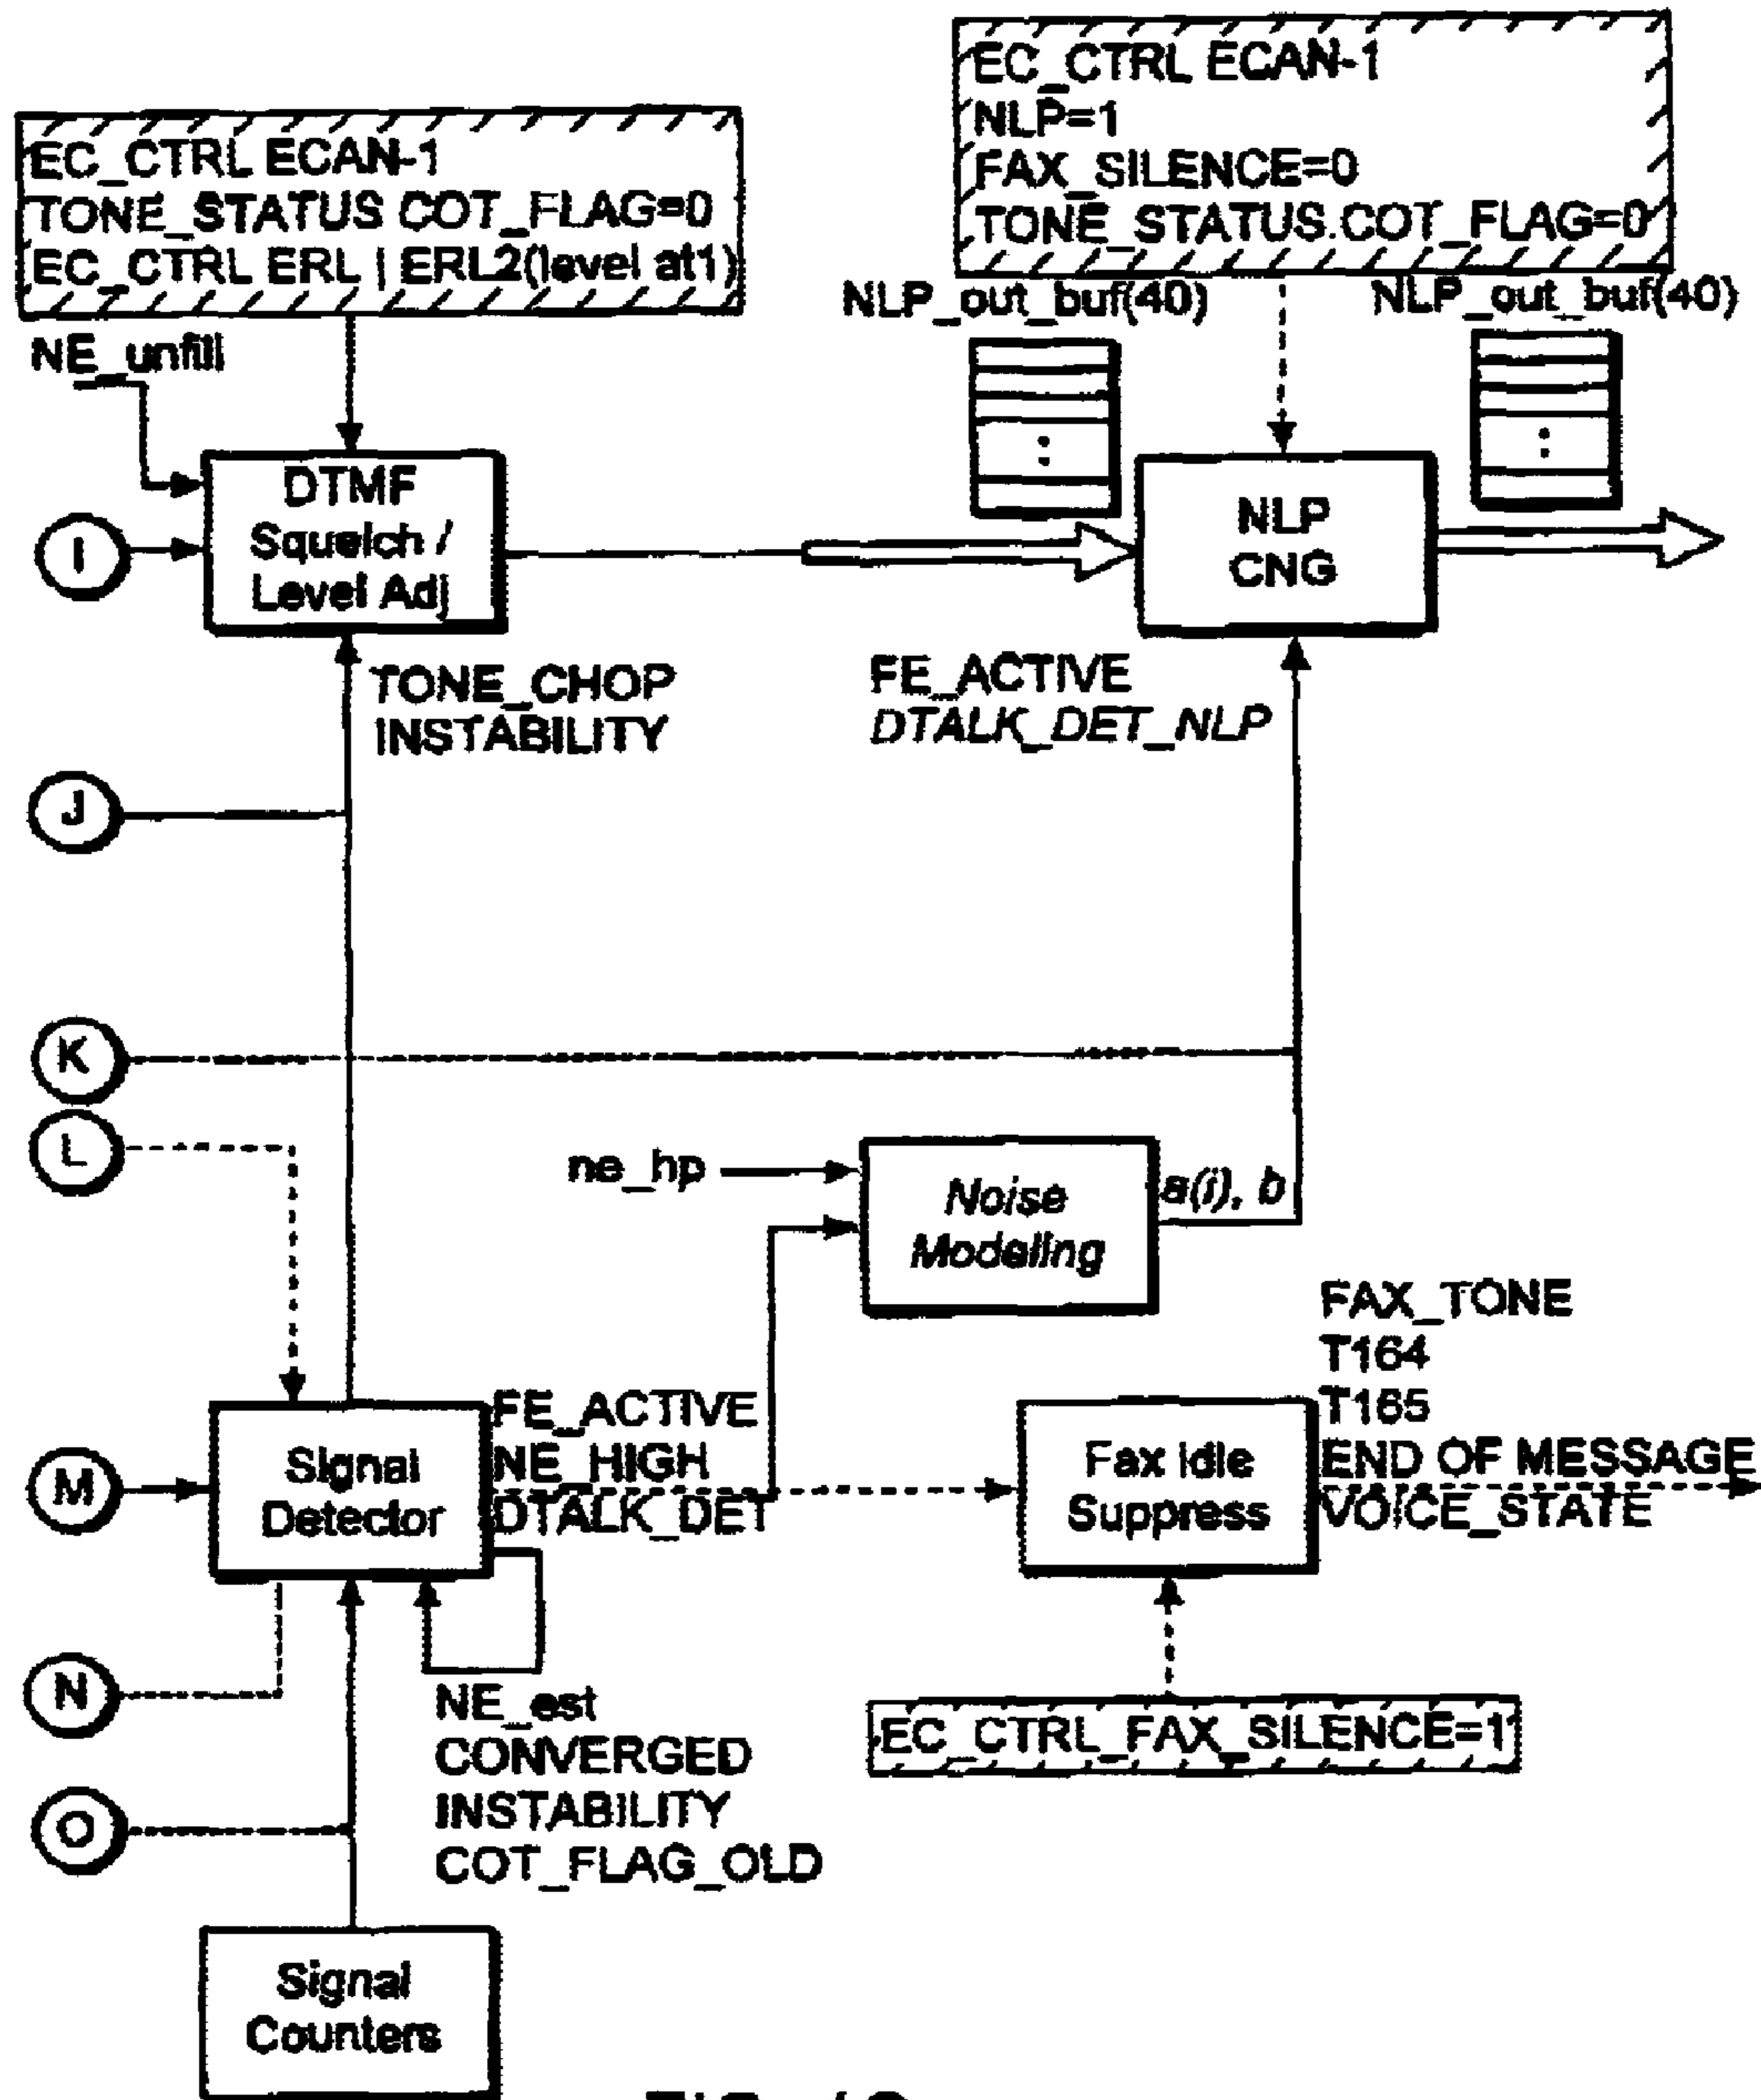 EC_CTRL ECAN-1
NLP=1
FAX_SILENCE=0
TONE_STATUS.COT_FLAG=0
EC_CTRL ECAN-1
TONE_STATUS COT_FLAG=0
EC_CTRL ERL | ERL2(level at1)
NLP_out_buf(40)
NLP_out_buf(40)
NE_unfill
DTMF
Squelch /
Level Adj
NLP
CNG
I
TONE_CHOP
INSTABILITY
FE_ACTIVE
DTALK_DET_NLP
J
K
L
ne_hp
Noise
Modeling
a(i), b
FAX_TONE
T164
T165
END OF MESSAGE
VOICE_STATE
M
Signal
Detector
FE_ACTIVE
NE_HIGH
DTALK_DET
Fax Idle
Suppress
N
NE_est
CONVERGED
INSTABILITY
COT_FLAG_OLD
EC_CTRL_FAX_SILENCE=1
O
Signal
Counters